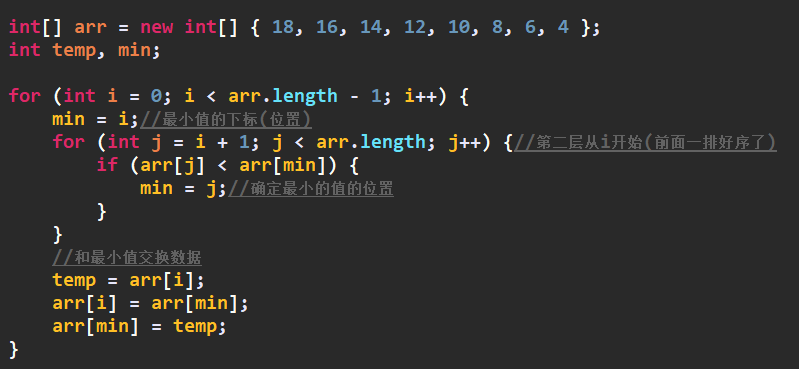 int[] arr = new int[] { 18, 16, 14, 12, 10, 8, 6, 4 };
int temp, min;
for (int i = 0; i < arr.length - 1; i++) {
min = i;//最小值的下标(位置)
for (int j = i + 1; j < arr.length; j++) {//第二层从i开始(前面一排好序了)
if (arr[j] < arr[min]) {
min = j;//确定最小的值的位置
}
}
//和最小值交换数据
temp = arr[i];
arr[i] = arr[min];
arr[min] = temp;
}